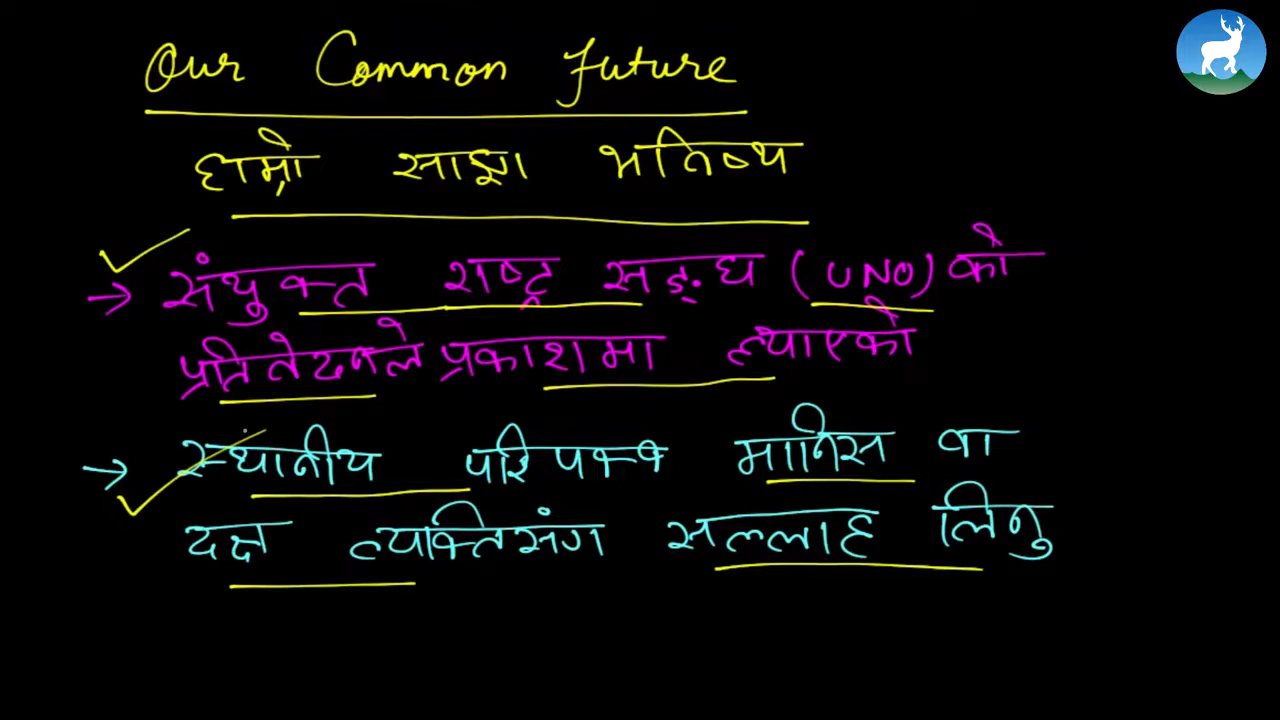 Our Common Future
हाम्रो साझा भविष्य
→ संयुक्त राष्ट्र सङ्घ (UNO) को
प्रतिवेदनले प्रकाशमा ल्याएको
→ स्थानीय परिपक्क मानिस वा
दक्ष व्यक्तिसंग सल्लाह लिनु